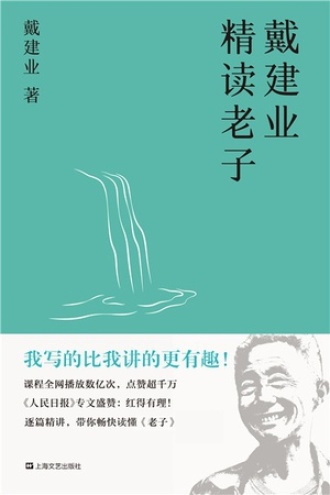 戴建业
精读老子
戴建业 著
我写的比我讲的更有趣！
课程全网播放数亿次，点赞超千万
《人民日报》专文盛赞：红得有理！
逐篇精讲，带你畅快读懂《老子》
上海文艺出版社